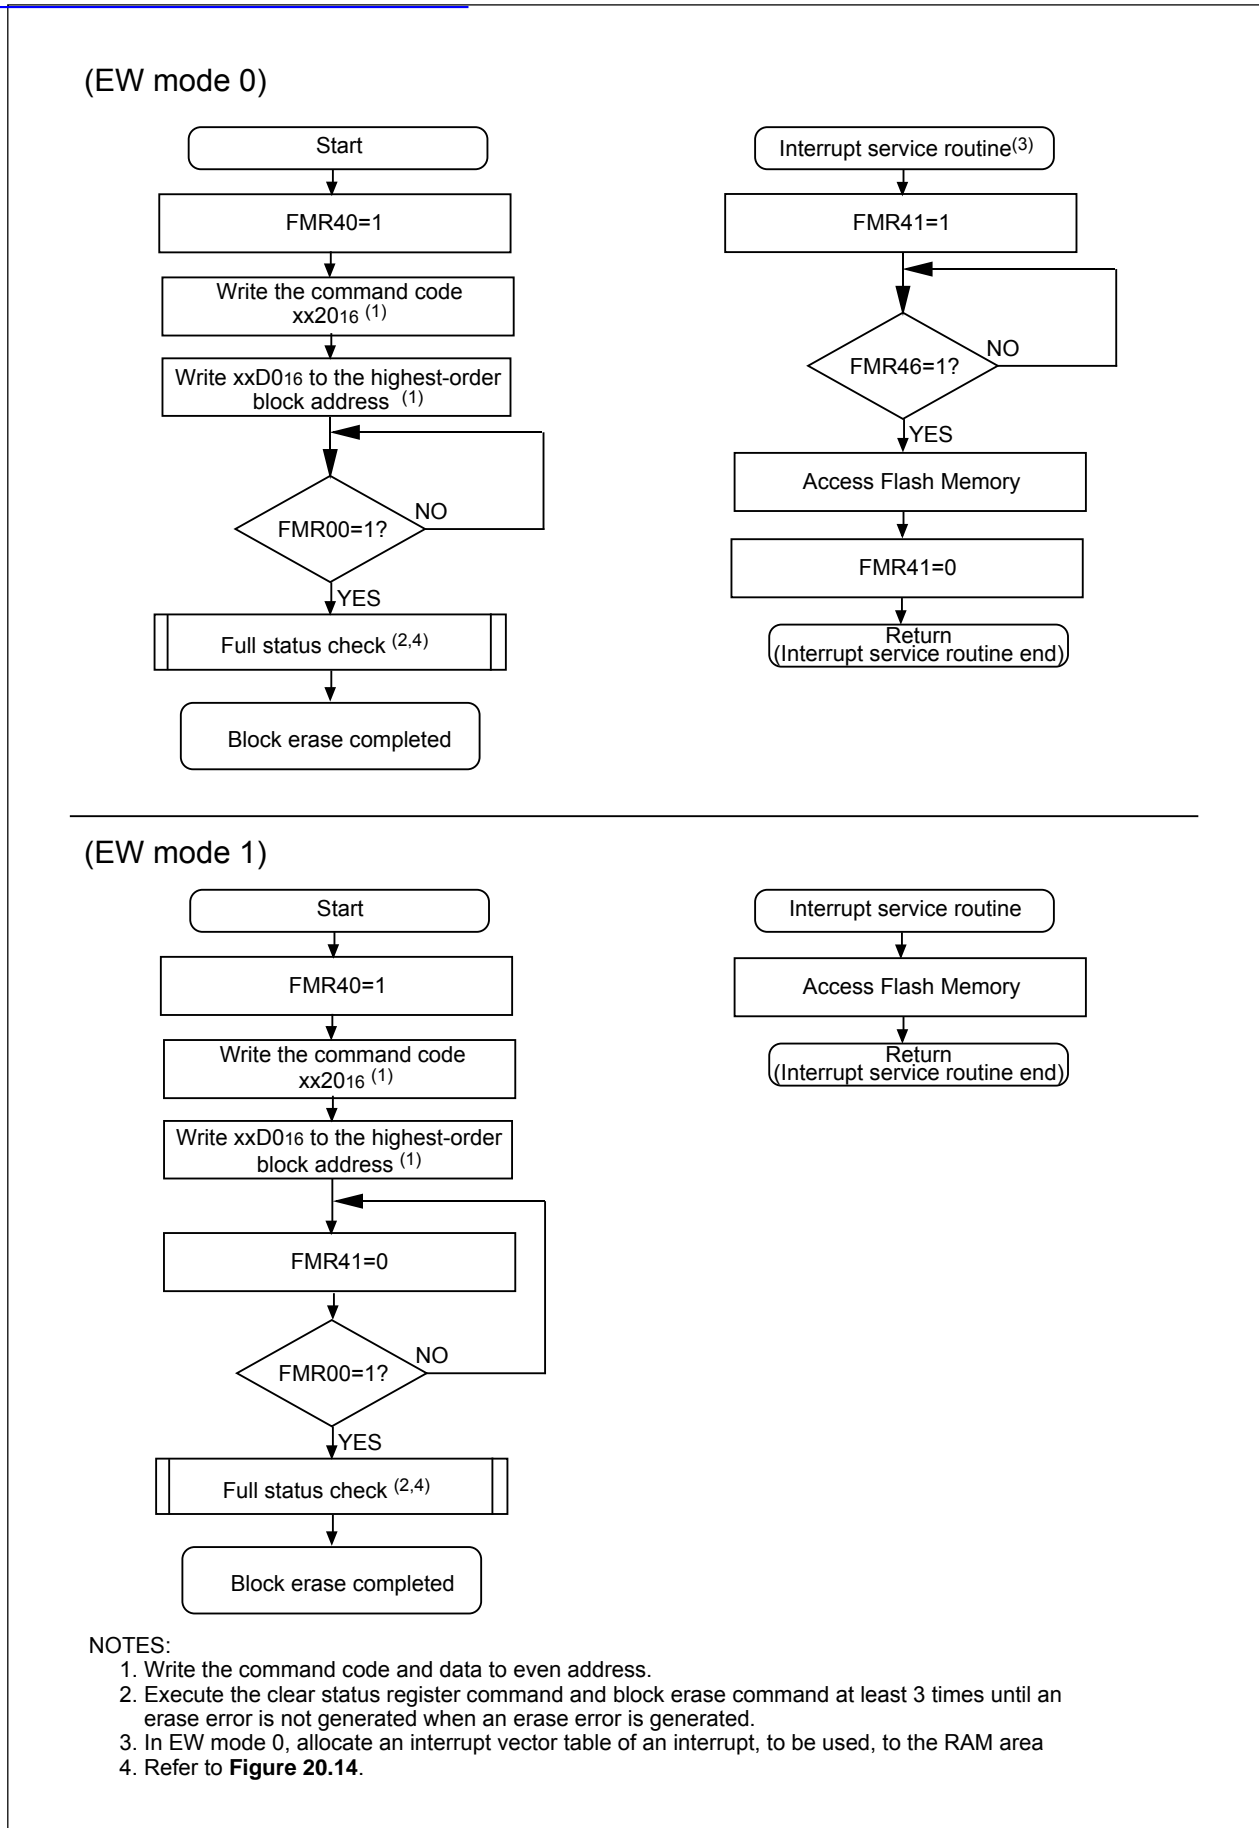 (EW mode 0)
Start
FMR40=1
Write the command code
xx2016 (1)
Write xxD016 to the highest-order
block address (1)
FMR00=1?
NO
YES
Full status check (2,4)
Block erase completed
Interrupt service routine(3)
FMR41=1
FMR46=1?
NO
YES
Access Flash Memory
FMR41=0
Return
(Interrupt service routine end)
(EW mode 1)
Start
FMR40=1
Write the command code
xx2016 (1)
Write xxD016 to the highest-order
block address (1)
FMR41=0
FMR00=1?
NO
YES
Full status check (2,4)
Block erase completed
Interrupt service routine
Access Flash Memory
Return
(Interrupt service routine end)
NOTES:
1. Write the command code and data to even address.
2. Execute the clear status register command and block erase command at least 3 times until an
erase error is not generated when an erase error is generated.
3. In EW mode 0, allocate an interrupt vector table of an interrupt, to be used, to the RAM area
4. Refer to Figure 20.14.